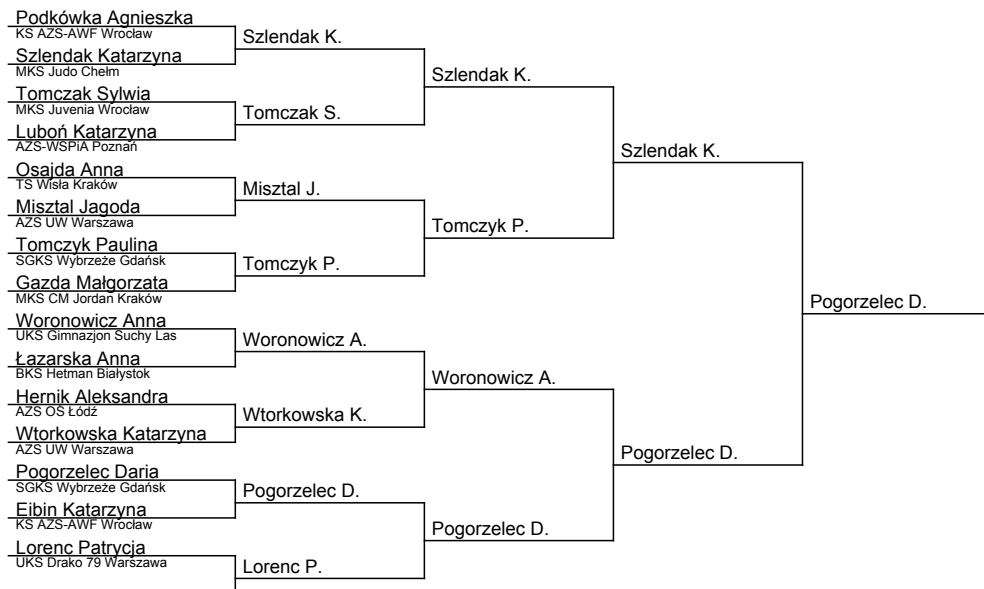 Podkówka Agnieszka
KS AZS-AWF Wrocław
Szlendak K.
Szlendak Katarzyna
MKS Judo Chełm
Szlendak K.
Tomczak Sylwia
MKS Juvenia Wrocław
Tomczak S.
Luboń Katarzyna
AZS-WSPiA Poznań
Szlendak K.
Osajda Anna
TS Wisła Kraków
Misztal J.
Misztal Jagoda
AZS UW Warszawa
Tomczyk P.
Tomczyk Paulina
SGKS Wybrzeże Gdańsk
Tomczyk P.
Gazda Małgorzata
MKS CM Jordan Kraków
Pogorzelec D.
Woronowicz Anna
UKS Gimnazjon Suchy Las
Woronowicz A.
Łazarska Anna
BKS Hetman Białystok
Woronowicz A.
Hernik Aleksandra
AZS OŚ Łódź
Wtorkowska K.
Wtorkowska Katarzyna
AZS UW Warszawa
Pogorzelec D.
Pogorzelec Daria
SGKS Wybrzeże Gdańsk
Pogorzelec D.
Eibin Katarzyna
KS AZS-AWF Wrocław
Pogorzelec D.
Lorenc Patrycja
UKS Drako 79 Warszawa
Lorenc P.